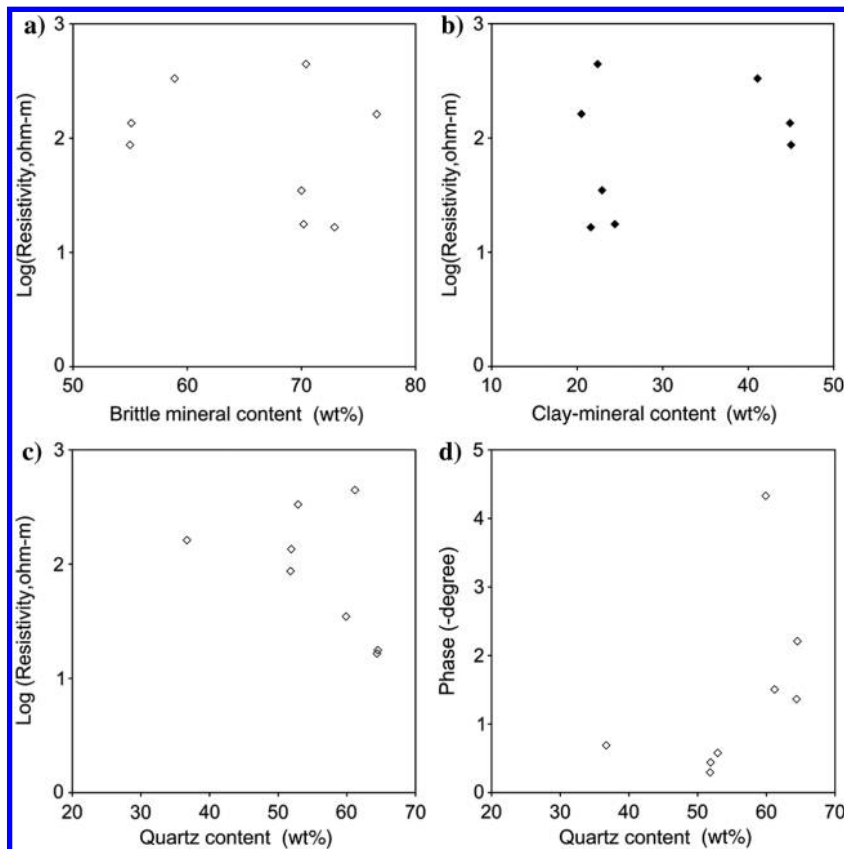 a)
3
2
1
0
Log(Resistivity,ohm-m)
50 60 70 80
Brittle mineral content (wt%)
b)
3
2
1
0
Log(Resistivity,ohm-m)
10 20 30 40 50
Clay-mineral content (wt%)
c)
3
2
1
0
Log (Resistivity,ohm-m)
20 30 40 50 60 70
Quartz content (wt%)
d)
5
4
3
2
1
0
Phase (-degree)
20 30 40 50 60 70
Quartz content (wt%)